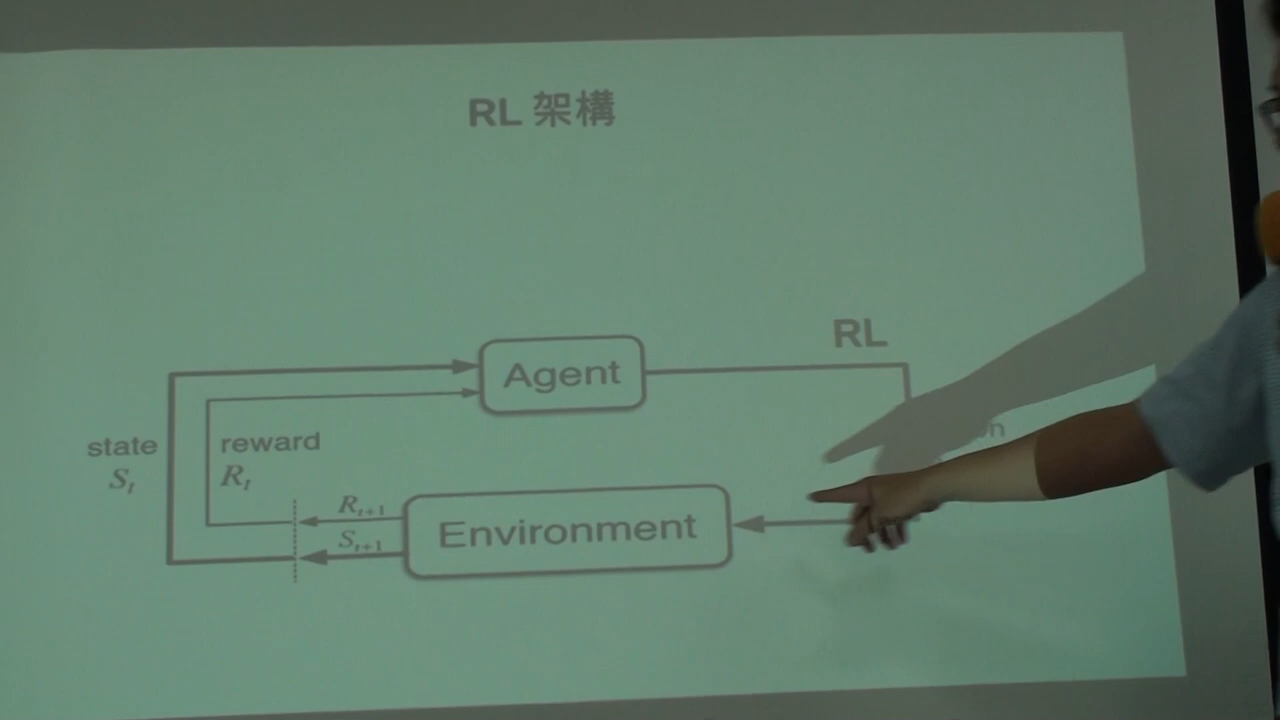 RL 架構
RL
Agent
state
S_t
reward
R_t
R_{t+1}
S_{t+1}
Environment